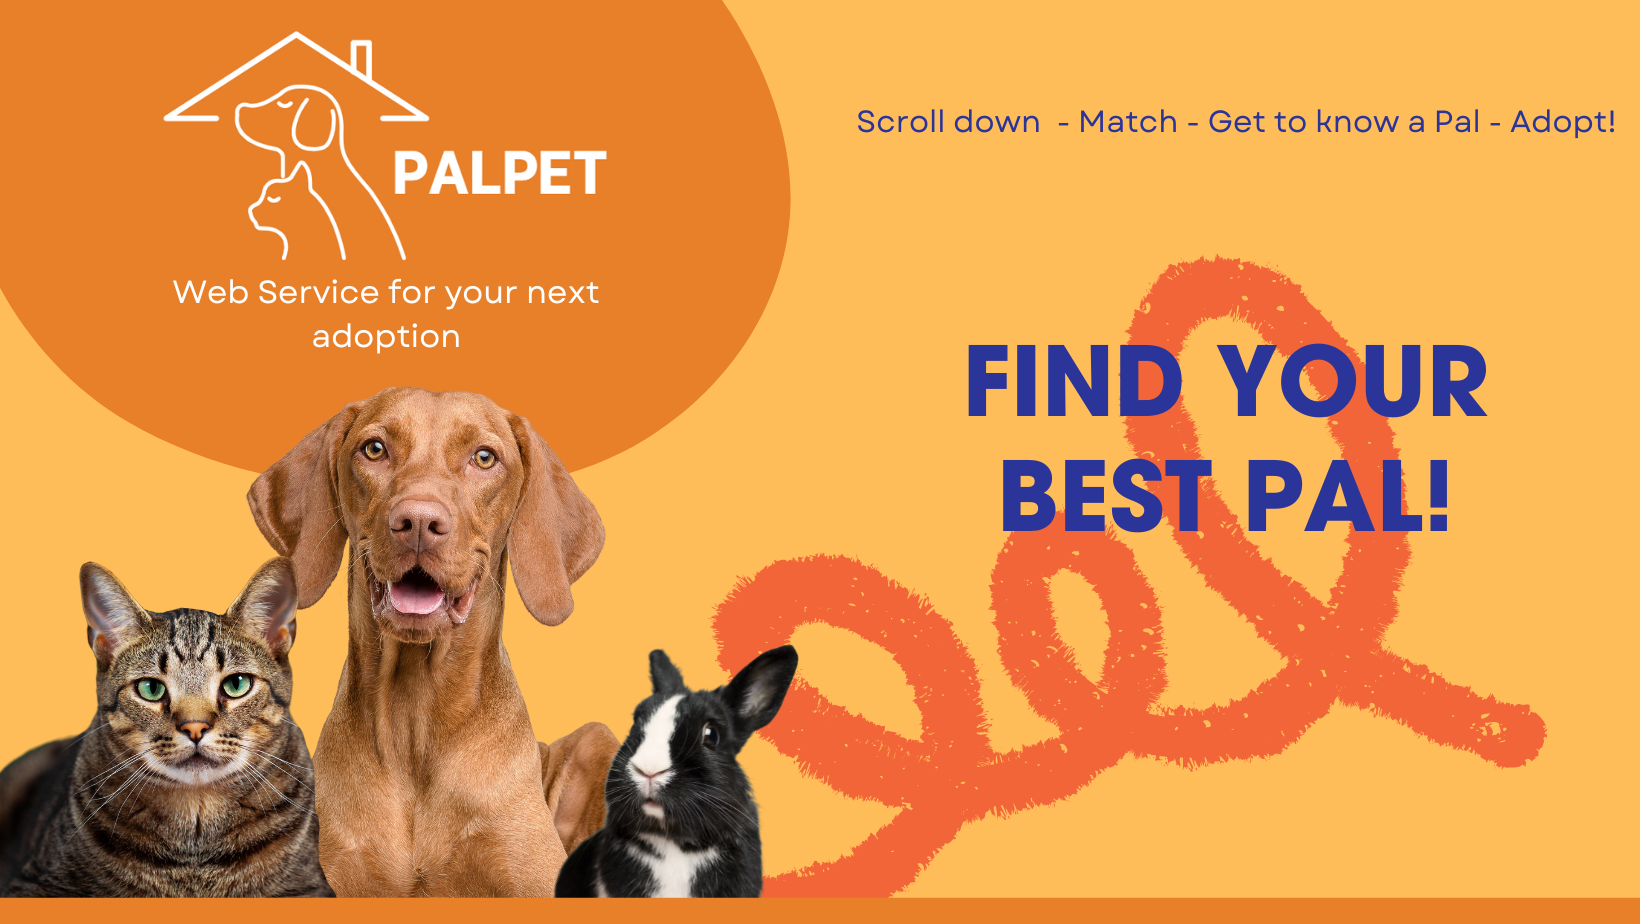 PALPET
Web Service for your next
adoption
Scroll down - Match - Get to know a Pal - Adopt!
FIND YOUR
BEST PAL!